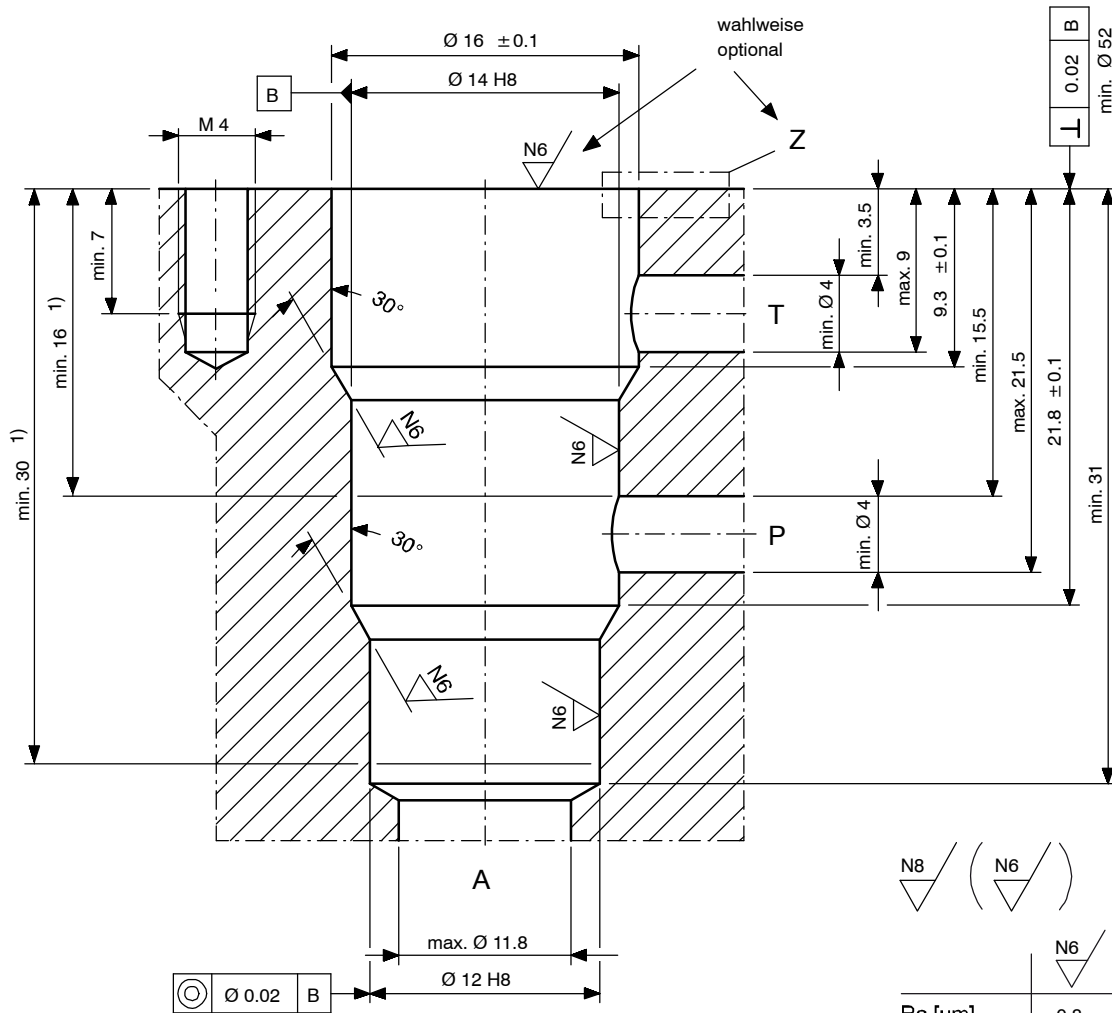 Ø 16 ±0.1
wahlweise
optional
B
Ø 14 H8
M 4
N6
Z
⊥ 0.02 B
min. Ø 52
min. 7
min. 16 1)
min. 30 1)
30°
T
min. Ø 4
min. 3.5
max. 9
9.3 ±0.1
min. 15.5
max. 21.5
21.8 ±0.1
min. 31
N6
N6
30°
P
min. Ø 4
N6
N6
A
max. Ø 11.8
Ø 12 H8
◎ Ø 0.02 B
N8 ( N6 )
N6